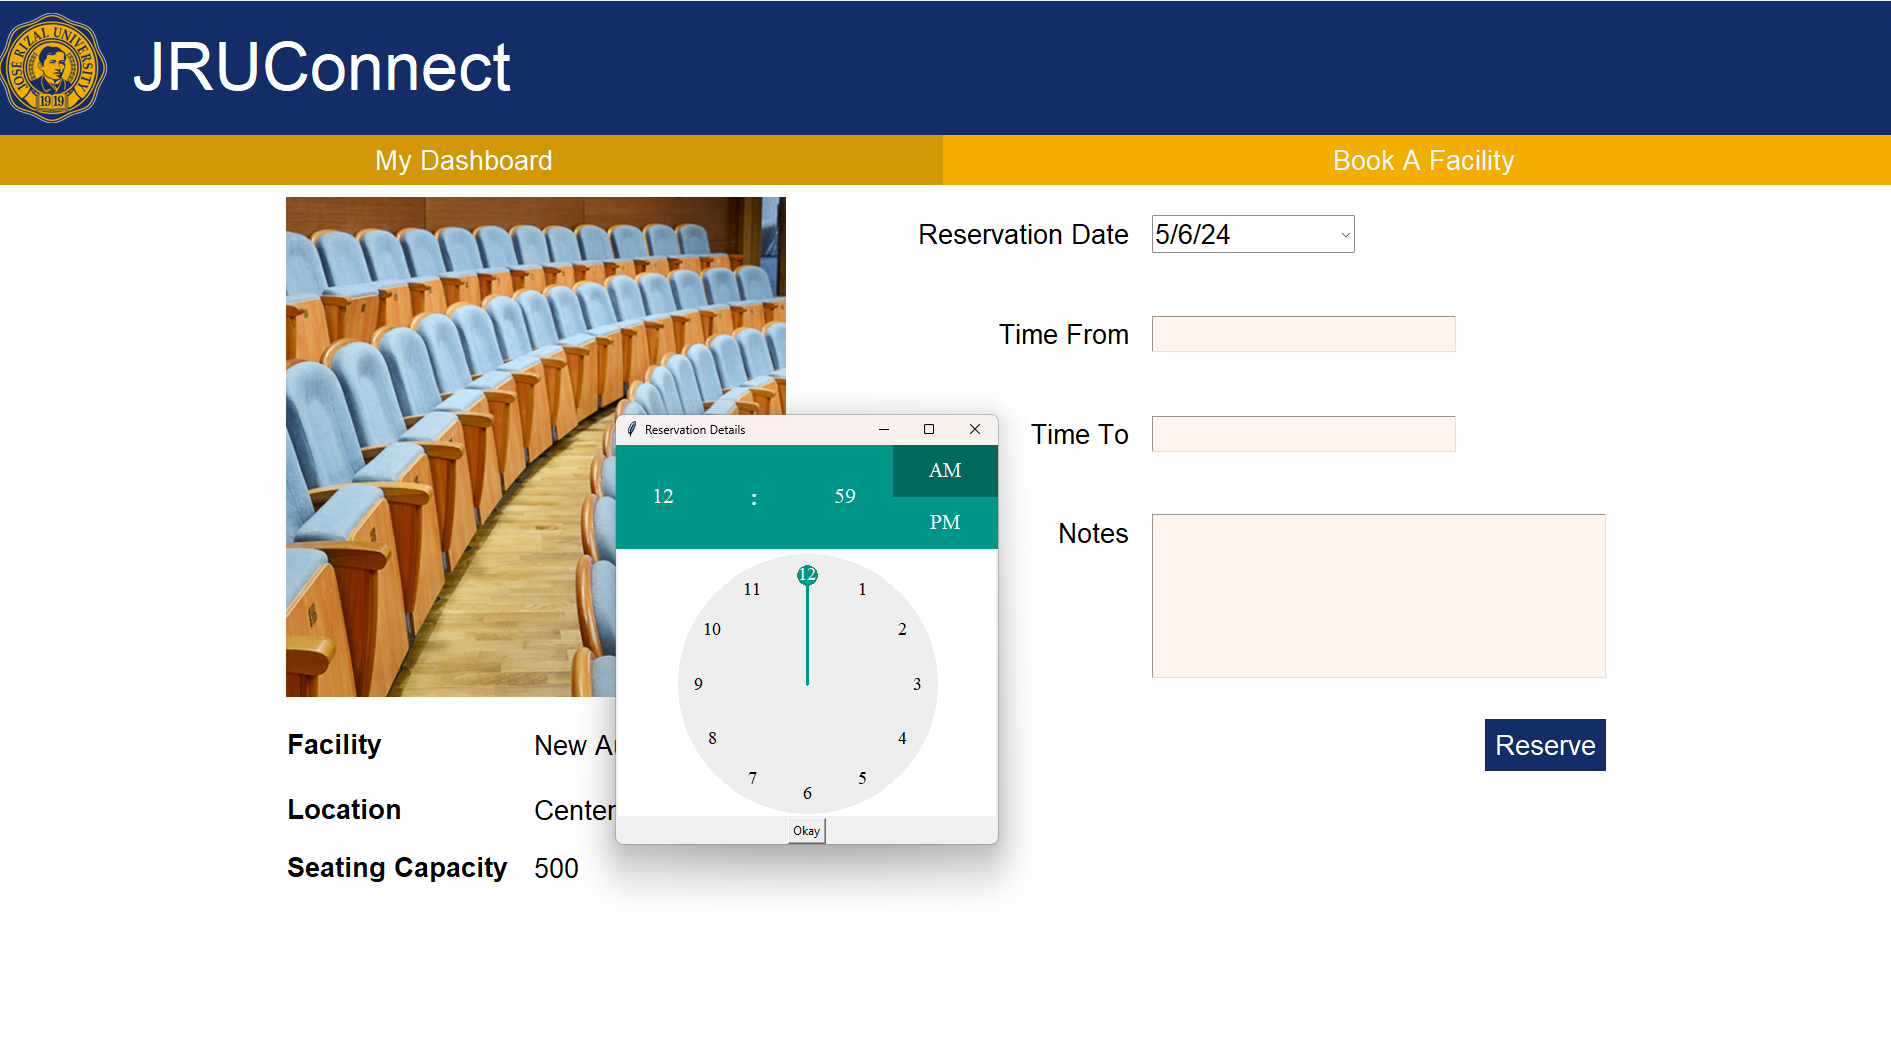 JOSE RIZAL UNIVERSITY
1919
JRUConnect
My Dashboard
Book A Facility
Reservation Date
5/6/24
Time From
Time To
Notes
Reserve
Reservation Details
12
:
59
AM
PM
12
1
2
3
4
5
6
7
8
9
10
11
Okay
Facility
New
Location
Center
Seating Capacity
500